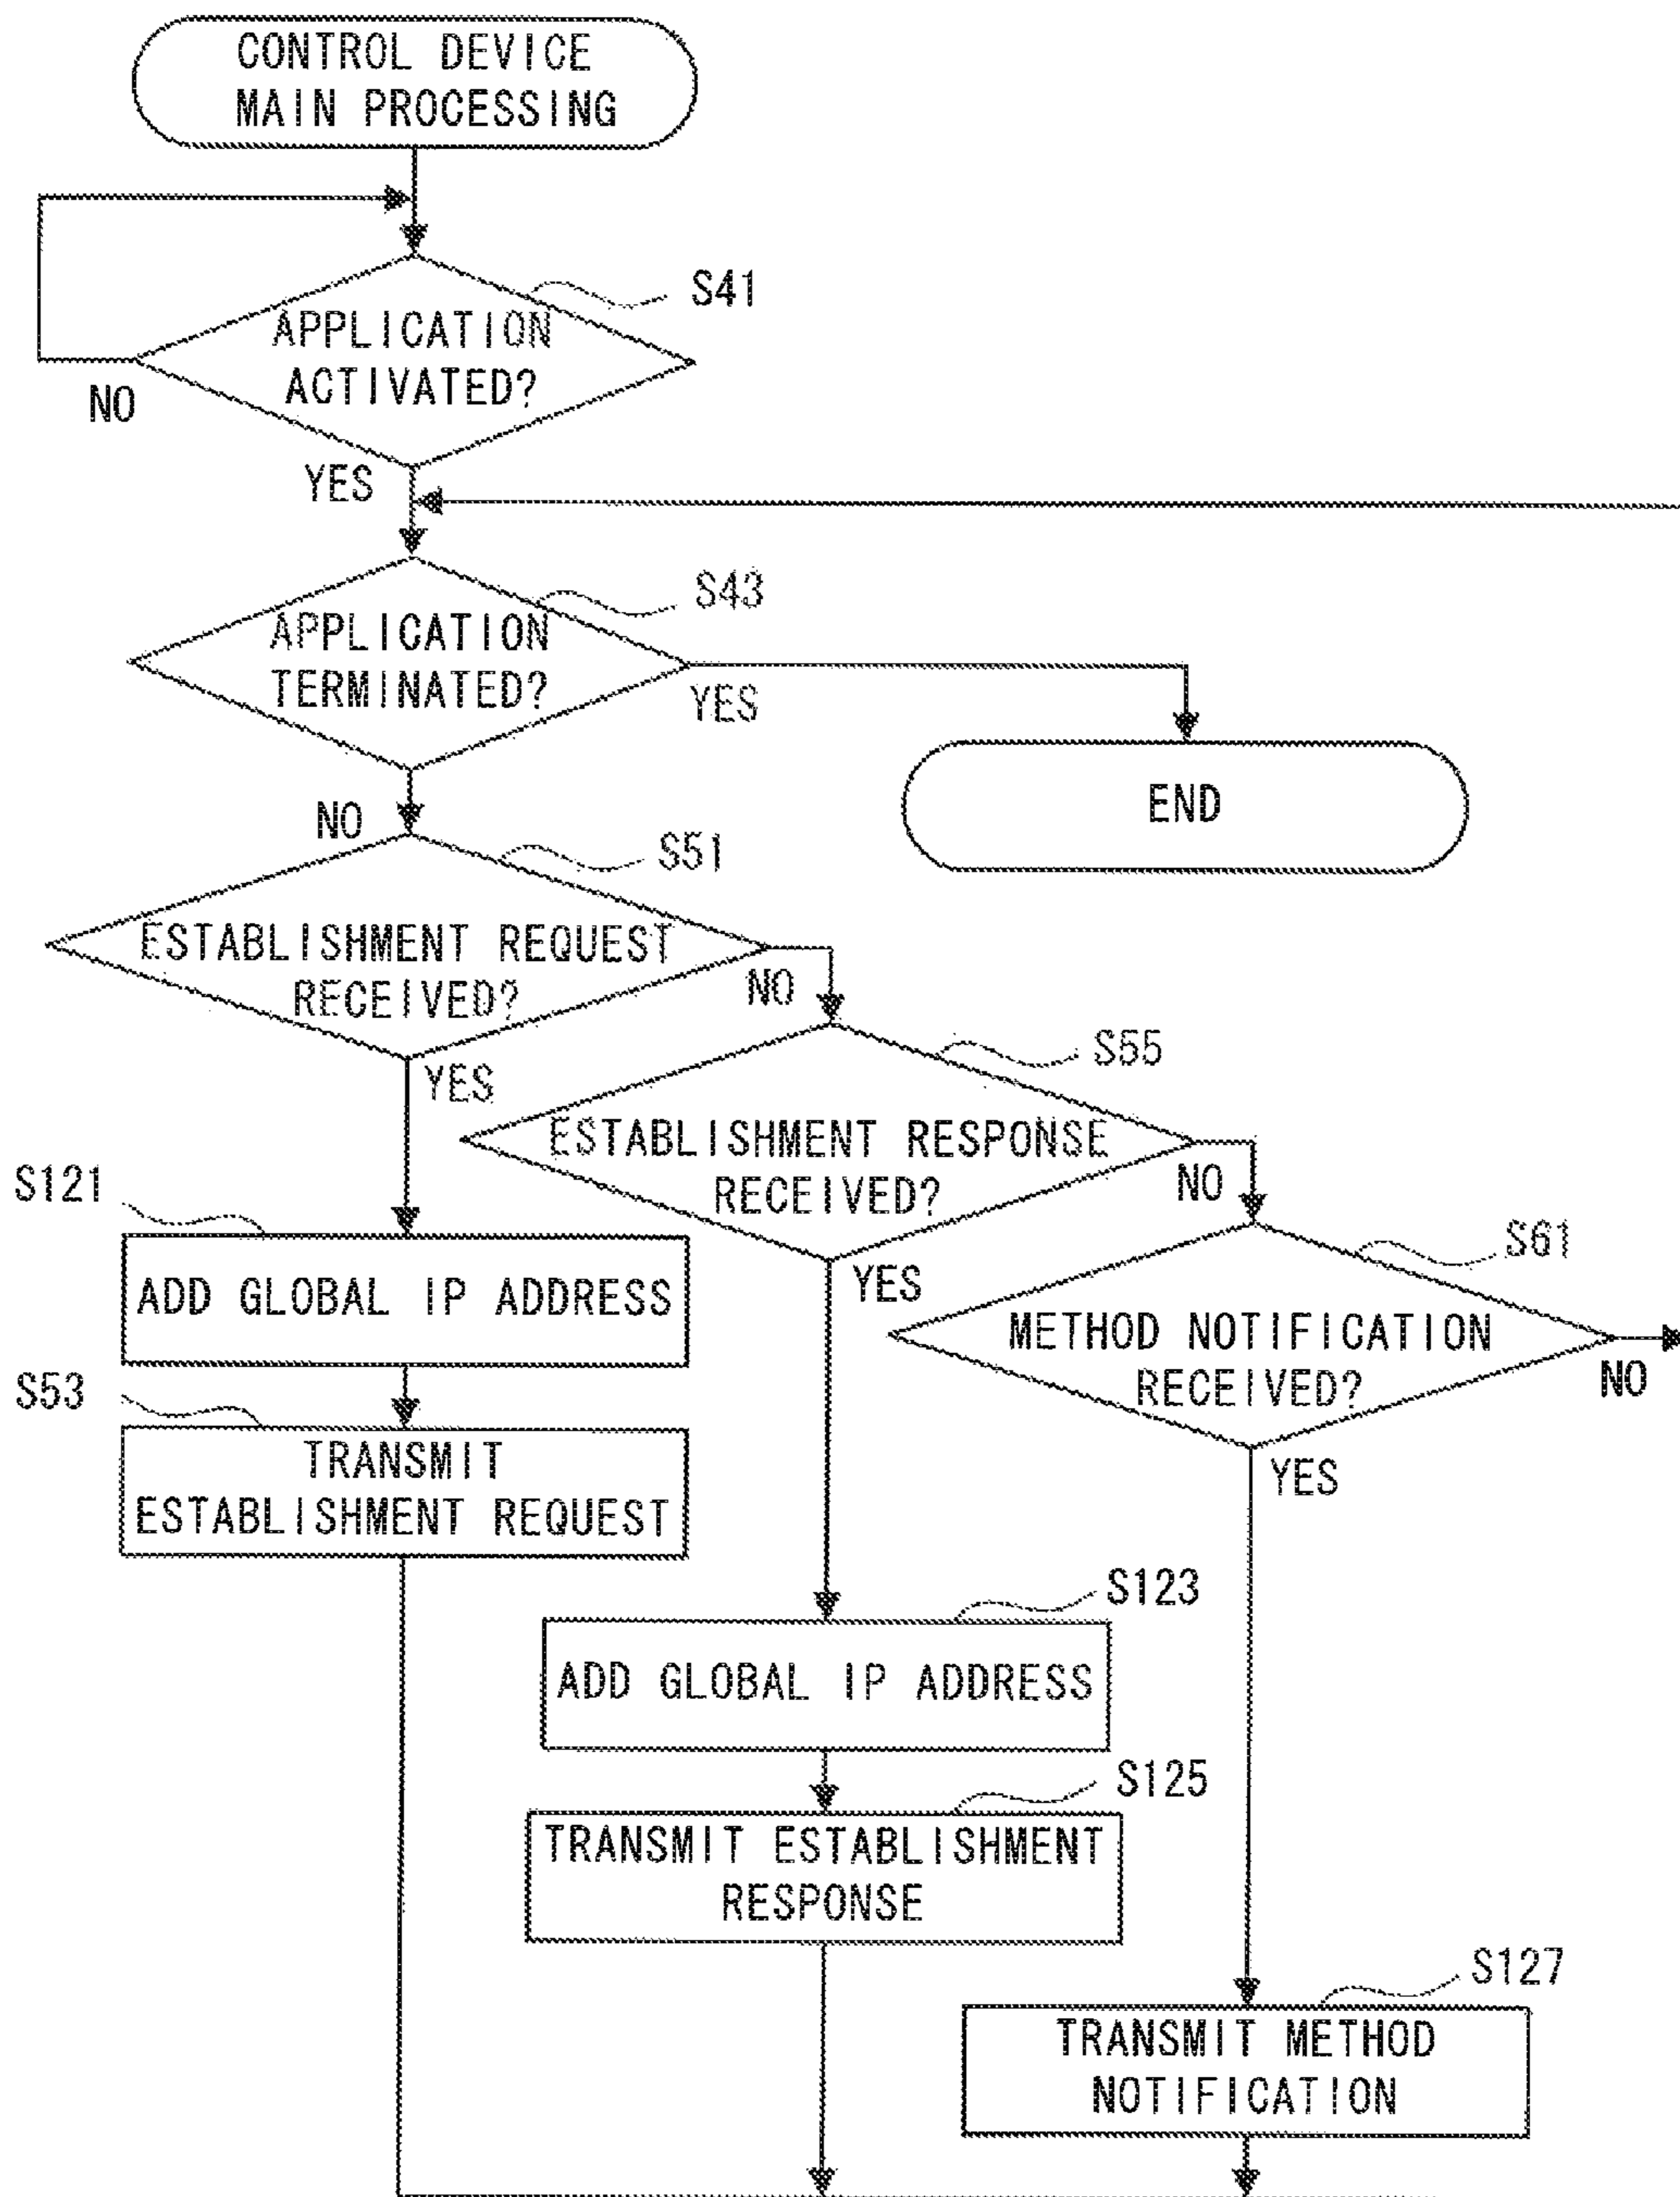 CONTROL DEVICE
MAIN PROCESSING
S41
APPLICATION
ACTIVATED?
NO
YES
S43
APPLICATION
TERMINATED?
YES
END
NO
S51
ESTABLISHMENT REQUEST
RECEIVED?
NO
YES
S55
ESTABLISHMENT RESPONSE
RECEIVED?
NO
YES
S61
METHOD NOTIFICATION
RECEIVED?
NO
YES
S121
ADD GLOBAL IP ADDRESS
S53
TRANSMIT
ESTABLISHMENT REQUEST
S123
ADD GLOBAL IP ADDRESS
S125
TRANSMIT ESTABLISHMENT
RESPONSE
S127
TRANSMIT METHOD
NOTIFICATION